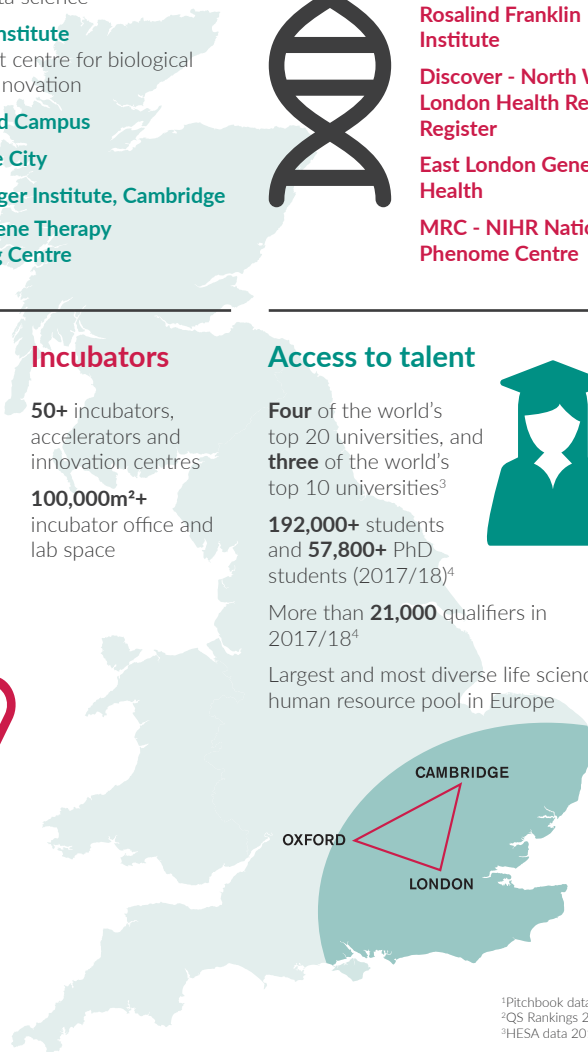 nstitute
t centre for biological
novation
d Campus
e City
ger Institute, Cambridge
ene Therapy
g Centre
Rosalind Franklin
Institute
Discover - North W
London Health Re
Register
East London Gene
Health
MRC - NIHR Natio
Phenome Centre
Incubators
50+ incubators,
accelerators and
innovation centres
100,000m²+
incubator office and
lab space
Access to talent
Four of the world’s
top 20 universities, and
three of the world’s
top 10 universities³
192,000+ students
and 57,800+ PhD
students (2017/18)⁴
More than 21,000 qualifiers in
2017/18⁴
Largest and most diverse life scienc
human resource pool in Europe
CAMBRIDGE
OXFORD
LONDON
¹Pitchbook data
²QS Rankings 2
³HESA data 20